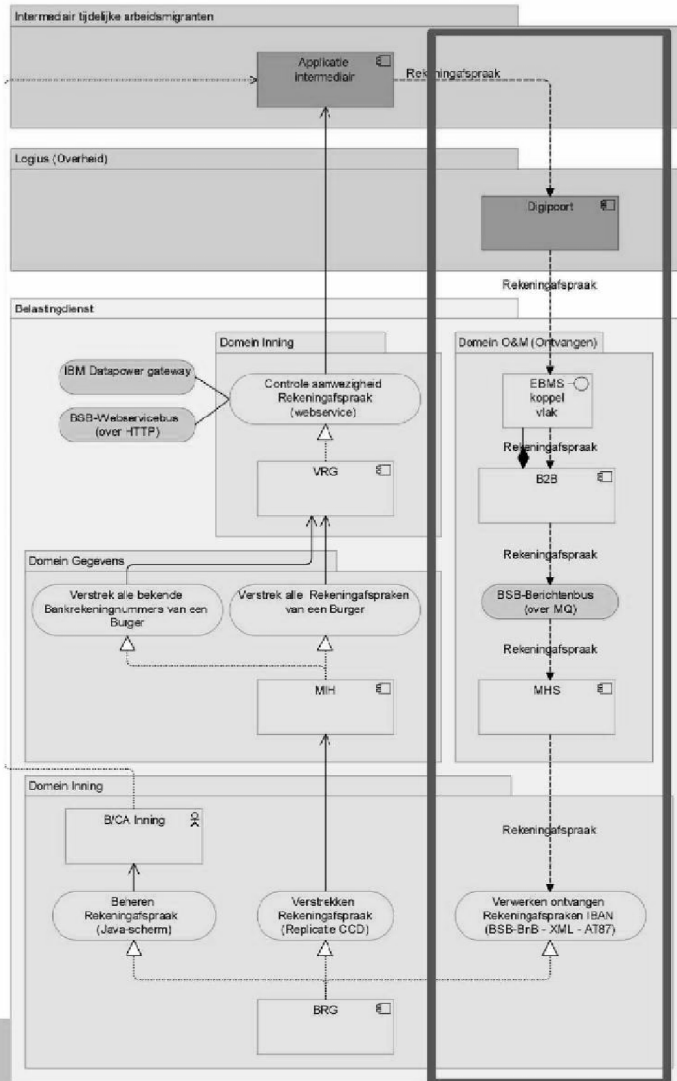 Intermediair tijdelijke arbeidsmigranten
Applicatie
intermediair
Rekeningafspraak
Logius (Overheid)
Digipoort
Rekeningafspraak
Belastingdienst
Domein Inning
Domein O&M (Ontvangen)
IBM Datapower gateway
BSB-Webservicebus
(over HTTP)
Controle aanwezigheid
Rekeningafspraak
(webservice)
EBMS
koppel
vlak
Rekeningafspraak
VRG
B2B
Rekeningafspraak
Domein Gegevens
Verstrek alle bekende
Bankrekeningnummers van een
Burger
Verstrek alle Rekeningafspraken
van een Burger
BSB-Berichtenbus
(over MQ)
Rekeningafspraak
MIH
MHS
Domein Inning
B/CA Inning
Rekeningafspraak
Beheren
Rekeningafspraak
(Java-scherm)
Verstrekken
Rekeningafspraak
(Replicatie CCD)
Verwerken ontvangen
Rekeningafspraken IBAN
(BSB-BnB - XML - AT87)
BRG